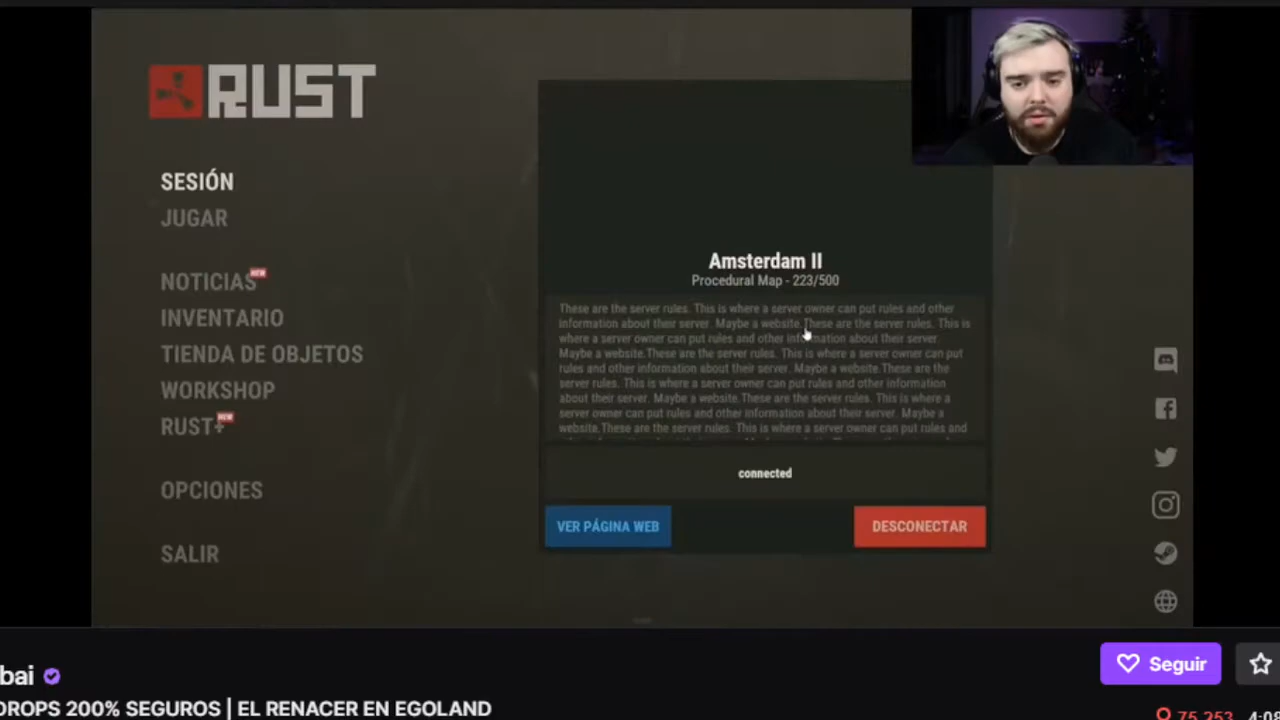 RUST
SESIÓN
JUGAR
NOTICIAS NEW
INVENTARIO
TIENDA DE OBJETOS
WORKSHOP
RUST+ NEW
OPCIONES
SALIR
Amsterdam II
Procedural Map - 223/500
These are the server rules. This is where a server owner can put rules and other
information about their server. Maybe a website.These are the server rules. This is
where a server owner can put rules and other information about their server.
Maybe a website.These are the server rules. This is where a server owner can put
rules and other information about their server. Maybe a website.These are the
server rules. This is where a server owner can put rules and other information
about their server. Maybe a website.These are the server rules. This is where a
server owner can put rules and other information about their server. Maybe a
website.These are the server rules. This is where a server owner can put rules and
connected
VER PÁGINA WEB
DESCONECTAR
bai
Seguir
DROPS 200% SEGUROS | EL RENACER EN EGOLAND
75.253